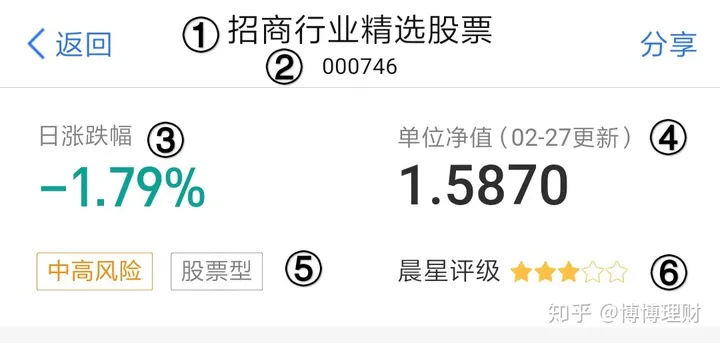 返回
①招商行业精选股票
分享
② 000746
日涨跌幅 ③
单位净值(02-27更新) ④
-1.79%
1.5870
中高风险 股票型 ⑤
晨星评级 ★★★☆☆ ⑥
知乎 @博博理财